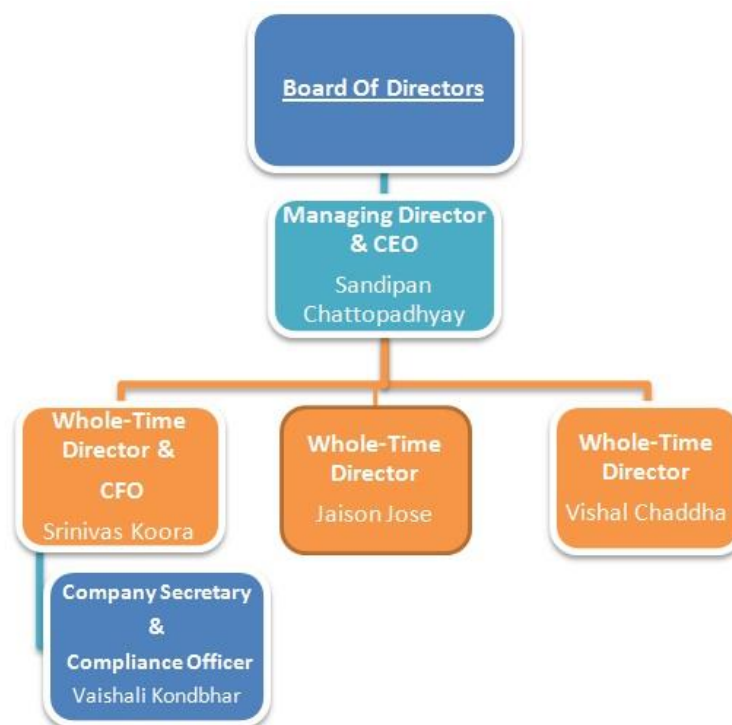 Board Of Directors
Managing Director
& CEO
Sandipan
Chattopadhyay
Whole-Time
Director &
CFO
Srinivas Koora
Whole-Time
Director
Jaison Jose
Whole-Time
Director
Vishal Chaddha
Company Secretary
&
Compliance Officer
Vaishali Kondbhar